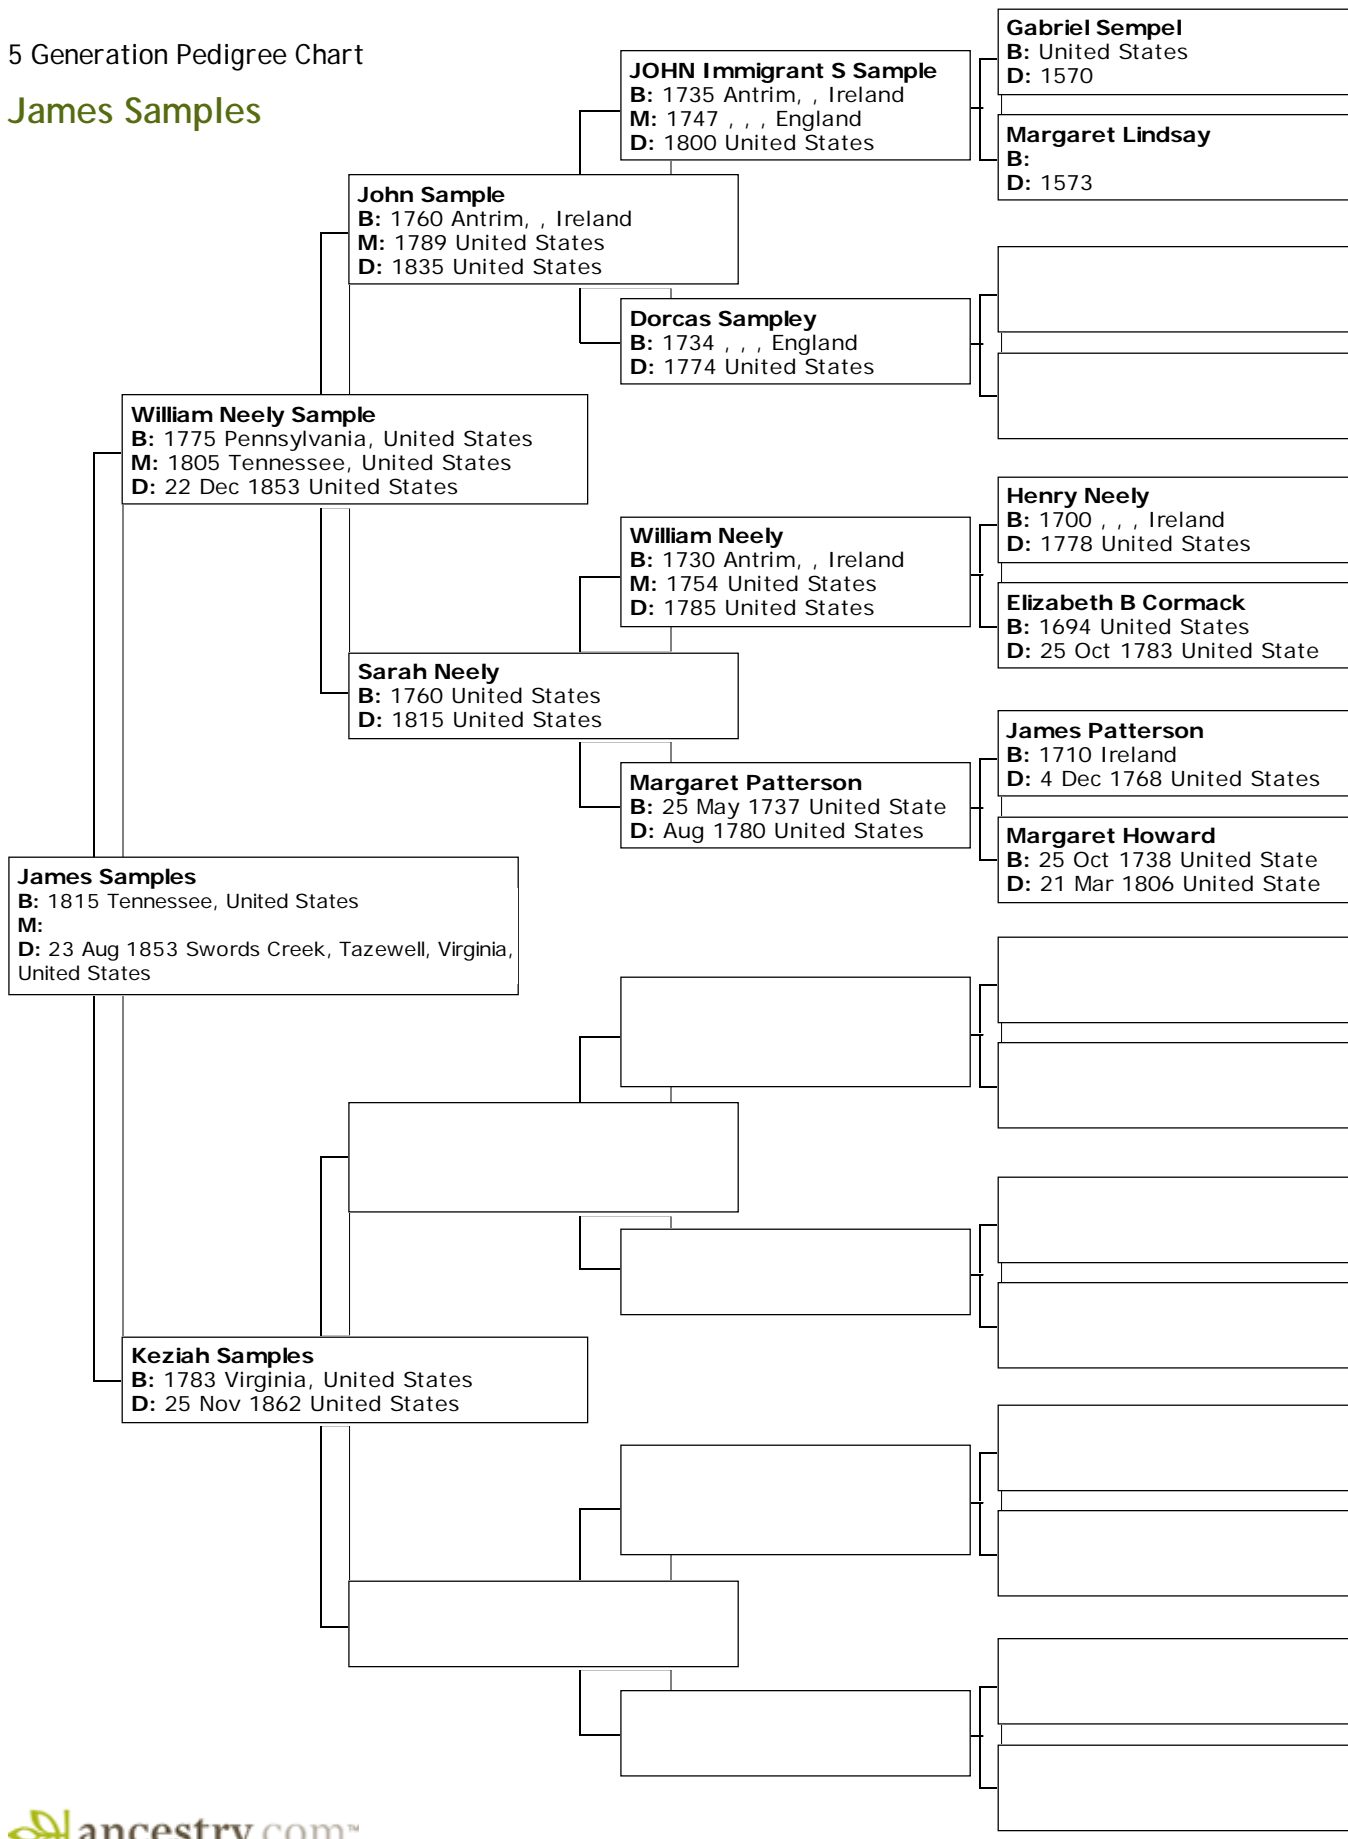 5 Generation Pedigree Chart
James Samples
Gabriel Sempel
B: United States
D: 1570
JOHN Immigrant S Sample
B: 1735 Antrim, , Ireland
M: 1747 , , , England
D: 1800 United States
Margaret Lindsay
B:
D: 1573
John Sample
B: 1760 Antrim, , Ireland
M: 1789 United States
D: 1835 United States
Dorcas Sampley
B: 1734 , , , England
D: 1774 United States
William Neely Sample
B: 1775 Pennsylvania, United States
M: 1805 Tennessee, United States
D: 22 Dec 1853 United States
Henry Neely
B: 1700 , , , Ireland
D: 1778 United States
William Neely
B: 1730 Antrim, , Ireland
M: 1754 United States
D: 1785 United States
Elizabeth B Cormack
B: 1694 United States
D: 25 Oct 1783 United State
Sarah Neely
B: 1760 United States
D: 1815 United States
James Patterson
B: 1710 Ireland
D: 4 Dec 1768 United States
Margaret Patterson
B: 25 May 1737 United State
D: Aug 1780 United States
Margaret Howard
B: 25 Oct 1738 United State
D: 21 Mar 1806 United State
James Samples
B: 1815 Tennessee, United States
M:
D: 23 Aug 1853 Swords Creek, Tazewell, Virginia,
United States
Keziah Samples
B: 1783 Virginia, United States
D: 25 Nov 1862 United States
ancestry.com™